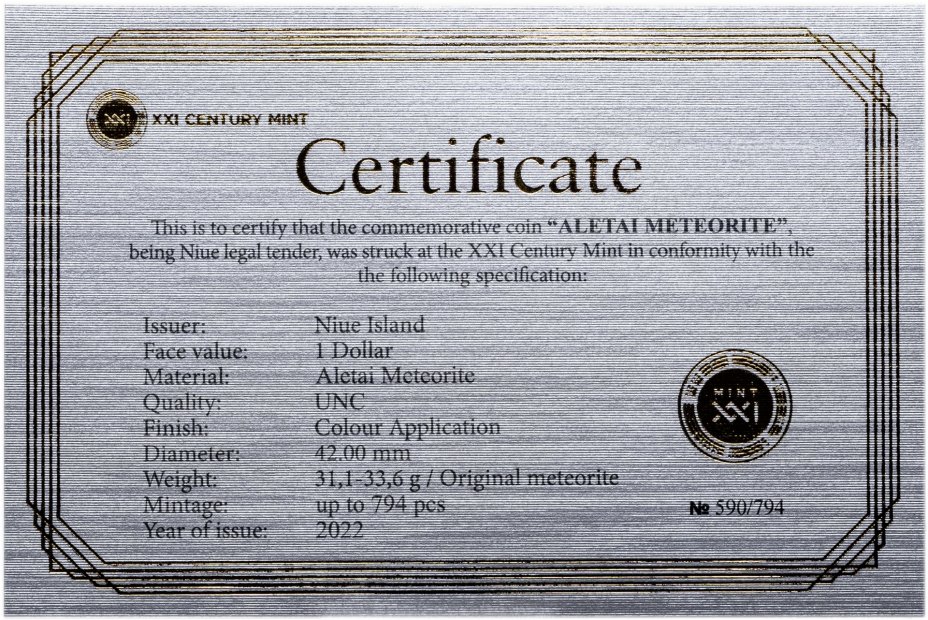 XXI CENTURY MINT
Certificate
This is to certify that the commemorative coin “ALETAI METEORITE”,
being Niue legal tender, was struck at the XXI Century Mint in conformity with the
the following specification:
Issuer: Niue Island
Face value: 1 Dollar
Material: Aletai Meteorite
Quality: UNC
Finish: Colour Application
Diameter: 42.00 mm
Weight: 31,1-33,6 g / Original meteorite
Mintage: up to 794 pcs
Year of issue: 2022
MINT
XXI
№ 590/794